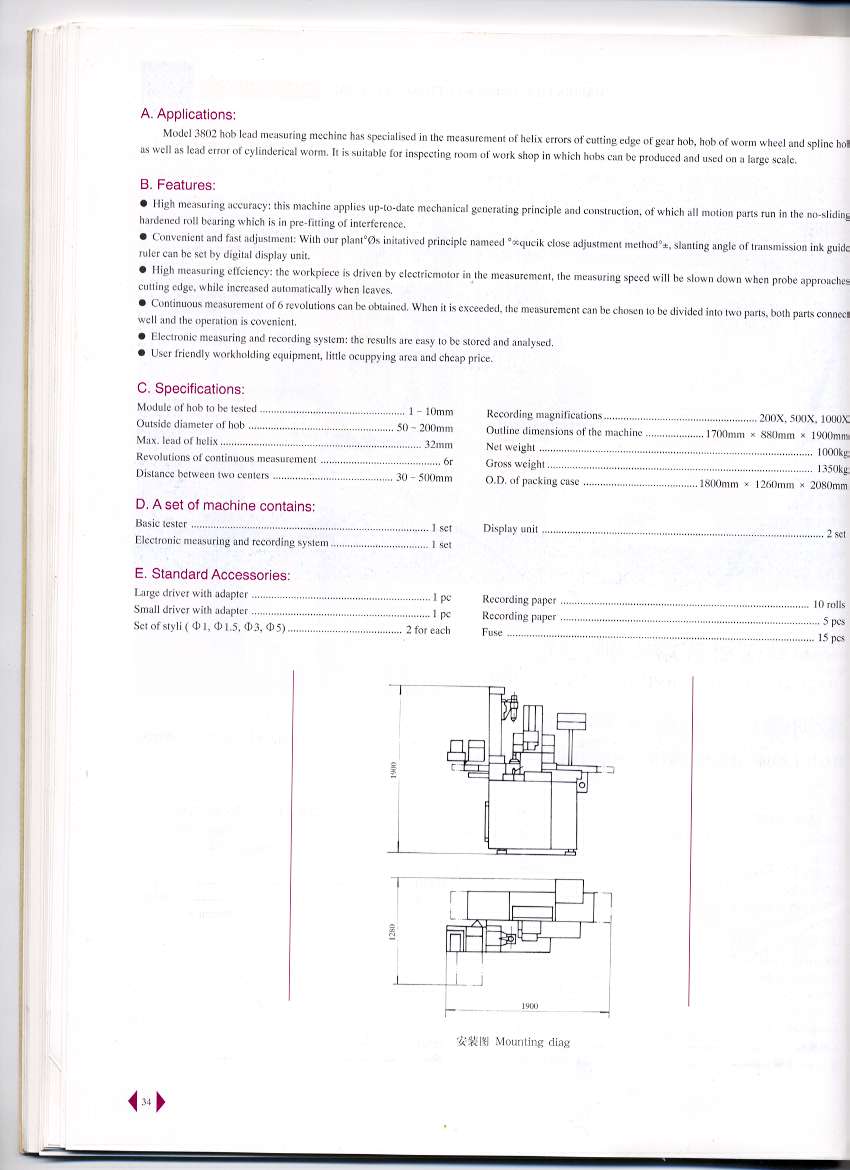 A. Applications:
Model 3802 hob lead measuring mechine has specialised in the measurement of helix errors of cutting edge of gear hob, hob of worm wheel and spline hob
as well as lead error of cylinderical worm. It is suitable for inspecting room of work shop in which hobs can be produced and used on a large scale.
B. Features:
● High measuring accuracy: this machine applies up-to-date mechanical generating principle and construction, of which all motion parts run in the no-sliding
hardened roll bearing which is in pre-fitting of interference.
● Convenient and fast adjustment: With our plant°Øs initatived principle nameed °∝qucik close adjustment method°±, slanting angle of transmission ink guide
ruler can be set by digital display unit.
● High measuring effciency: the workpiece is driven by electricmotor in the measurement, the measuring speed will be slown down when probe approaches
cutting edge, while increased automatically when leaves.
● Continuous measurement of 6 revolutions can be obtained. When it is exceeded, the measurement can be chosen to be divided into two parts, both parts connect
well and the operation is covenient.
● Electronic measuring and recording system: the results are easy to be stored and analysed.
● User friendly workholding equipment, little ocuppying area and cheap price.
C. Specifications:
Module of hob to be tested ........ 1 – 10mm
Outside diameter of hob ........ 50 – 200mm
Max. lead of helix ........ 32mm
Revolutions of continuous measurement ........ 6r
Distance between two centers ........ 30 – 500mm
Recording magnifications ........ 200X, 500X, 1000X
Outline dimensions of the machine ........ 1700mm × 880mm × 1900mm
Net weight ........ 1000kg
Gross weight ........ 1350kg
O.D. of packing case ........ 1800mm × 1260mm × 2080mm
D. A set of machine contains:
Basic tester ........ 1 set
Electronic measuring and recording system ........ 1 set
Display unit ........ 2 set
E. Standard Accessories:
Large driver with adapter ........ 1 pc
Small driver with adapter ........ 1 pc
Set of styli ( Φ1, Φ1.5, Φ3, Φ5) ........ 2 for each
Recording paper ........ 10 rolls
Recording paper ........ 5 pcs
Fuse ........ 15 pcs
1900
1280
1900
安装图 Mounting diag
34